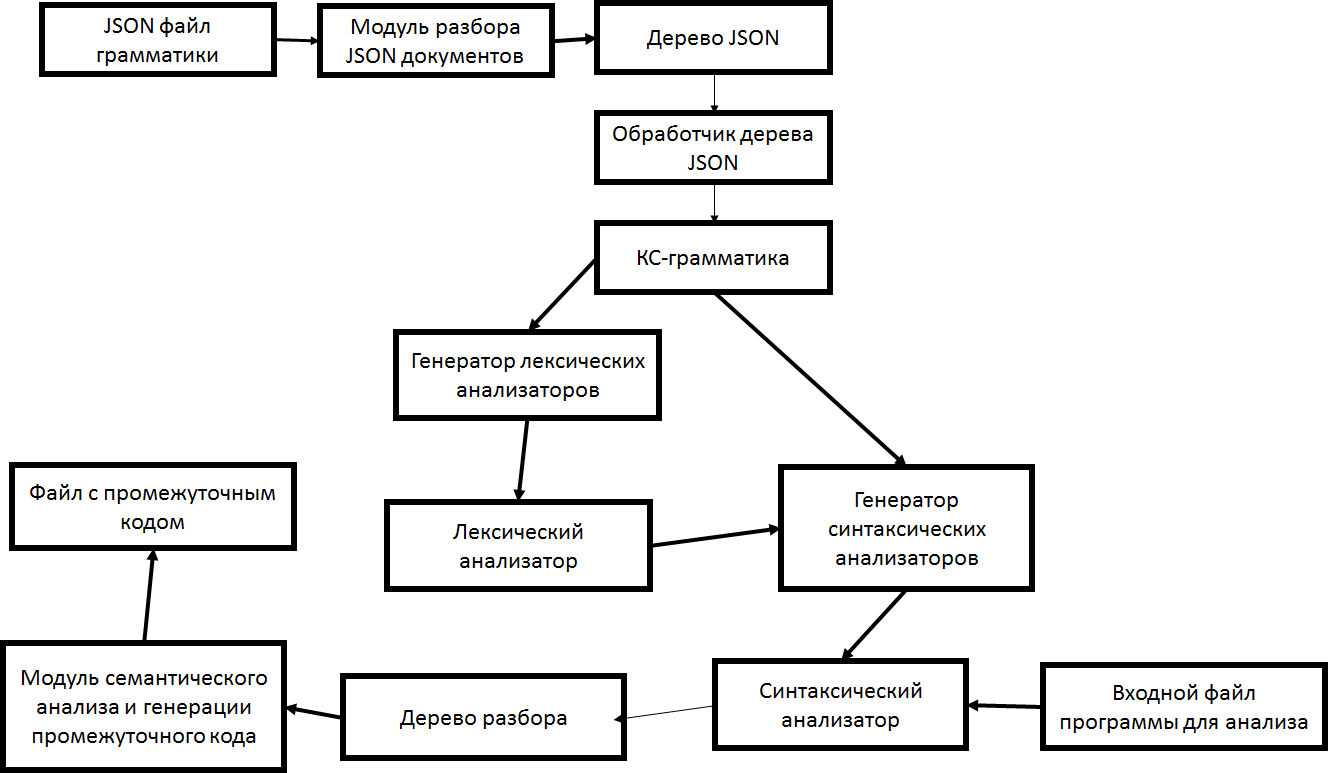 JSON файл
грамматики
Модуль разбора
JSON документов
Дерево JSON
Обработчик дерева
JSON
КС-грамматика
Генератор лексических
анализаторов
Файл с промежуточным
кодом
Лексический
анализатор
Генератор
синтаксических
анализаторов
Модуль семантического
анализа и генерации
промежуточного кода
Дерево разбора
Синтаксический
анализатор
Входной файл
программы для анализа